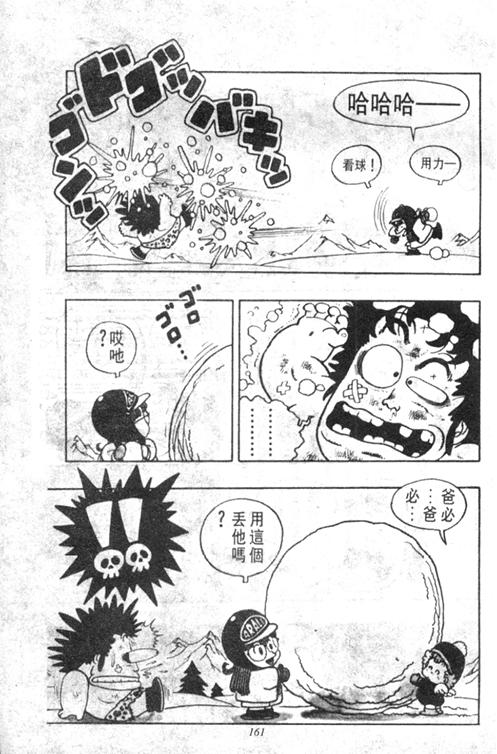 哈哈哈——
用力一
看球！
バキッ
ドゴッ
ゴンッ
………
………
ゴロ
ゴロ…
哎吔
？
爸必
…爸
必…
用這個
丟他嗎
？
!!
ARAL
161